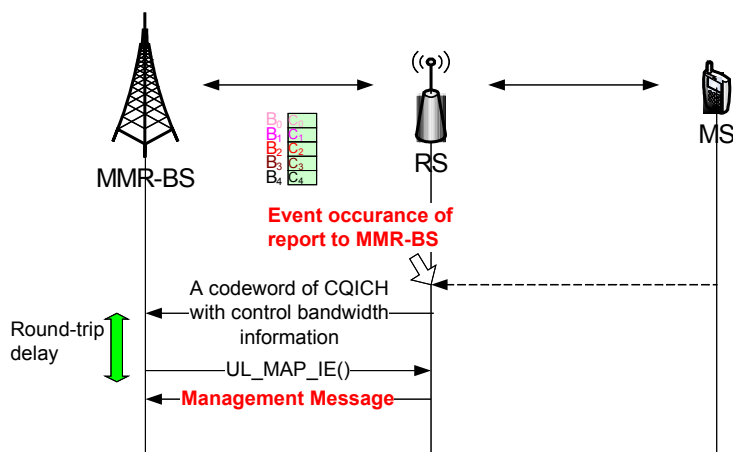 B0 C0
B1 C1
B2 C2
B3 C3
B4 C4
MMR-BS
RS
MS
Event occurance of
report to MMR-BS
A codeword of CQICH
with control bandwidth
information
Round-trip
delay
UL_MAP_IE()
Management Message